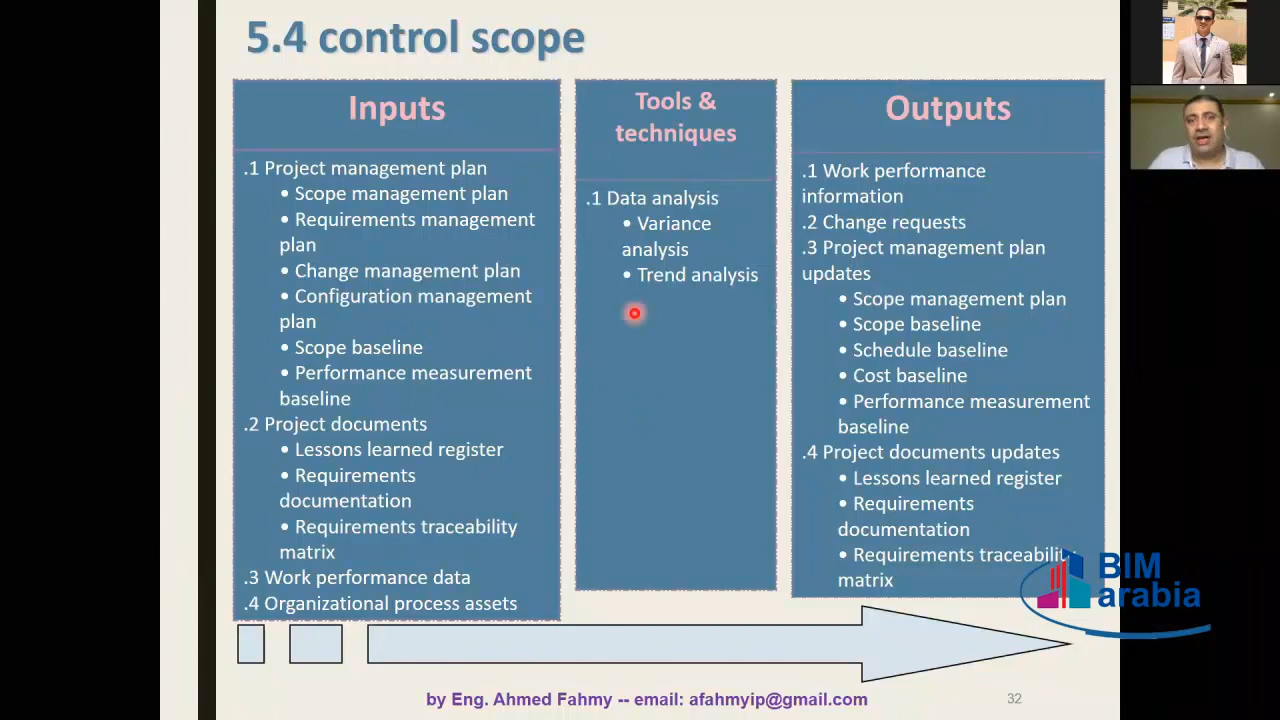 5.4 control scope
Inputs
.1 Project management plan
• Scope management plan
• Requirements management
plan
• Change management plan
• Configuration management
plan
• Scope baseline
• Performance measurement
baseline
.2 Project documents
• Lessons learned register
• Requirements
documentation
• Requirements traceability
matrix
.3 Work performance data
.4 Organizational process assets
Tools &
techniques
.1 Data analysis
• Variance
analysis
• Trend analysis
Outputs
.1 Work performance
information
.2 Change requests
.3 Project management plan
updates
• Scope management plan
• Scope baseline
• Schedule baseline
• Cost baseline
• Performance measurement
baseline
.4 Project documents updates
• Lessons learned register
• Requirements
documentation
• Requirements traceability
matrix
BIM
arabia
by Eng. Ahmed Fahmy -- email: afahmyip@gmail.com
32